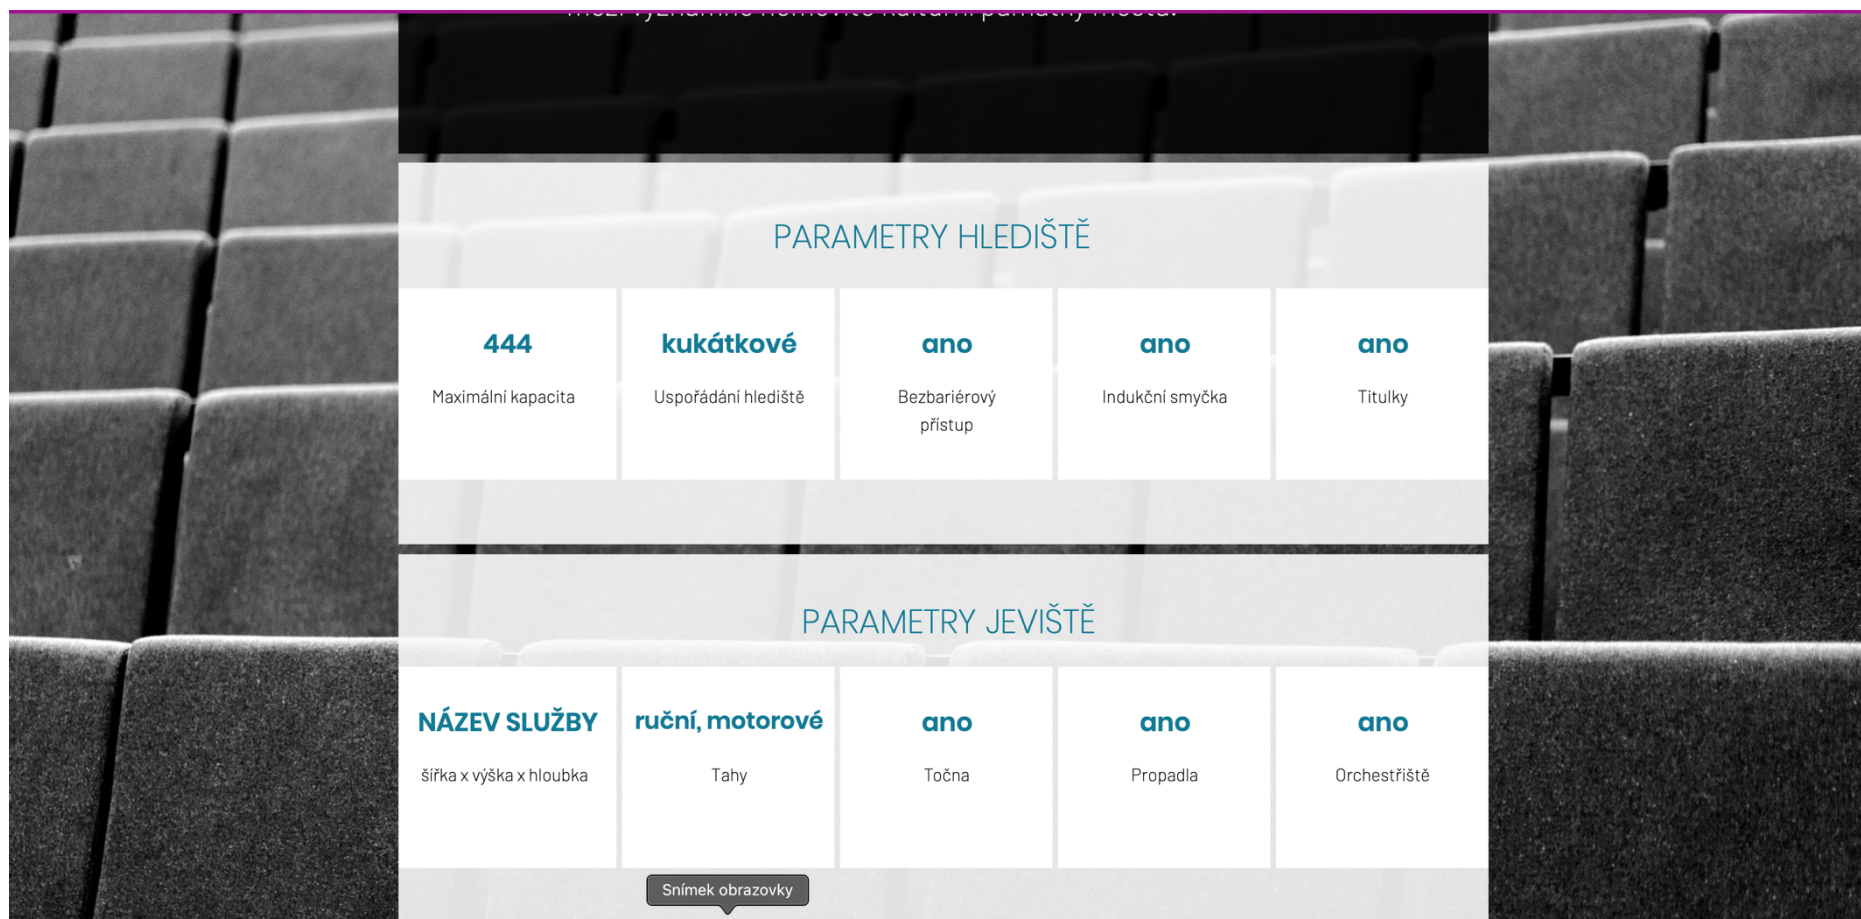 PARAMETRY HLEDIŠTĚ
444
Maximální kapacita
kukátkové
Uspořádání hlediště
ano
Bezbariérový
přístup
ano
Indukční smyčka
ano
Titulky
PARAMETRY JEVIŠTĚ
NÁZEV SLUŽBY
šířka x výška x hloubka
ruční, motorové
Tahy
ano
Točna
ano
Propadla
ano
Orchestřiště
Snímek obrazovky